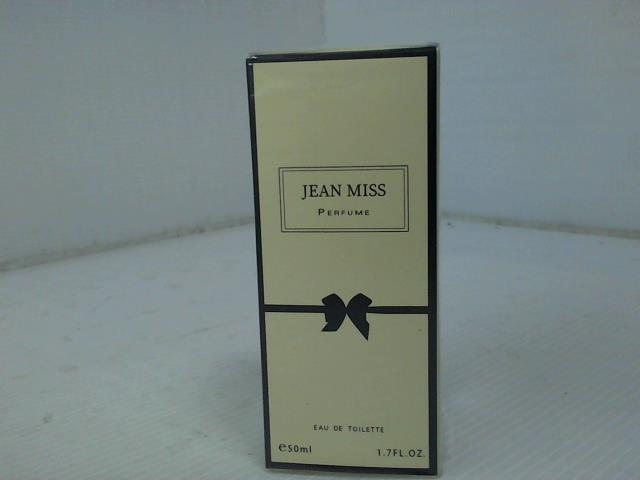 JEAN MISS
PERFUME
EAU DE TOILETTE
℮50ml 1.7FL.OZ.